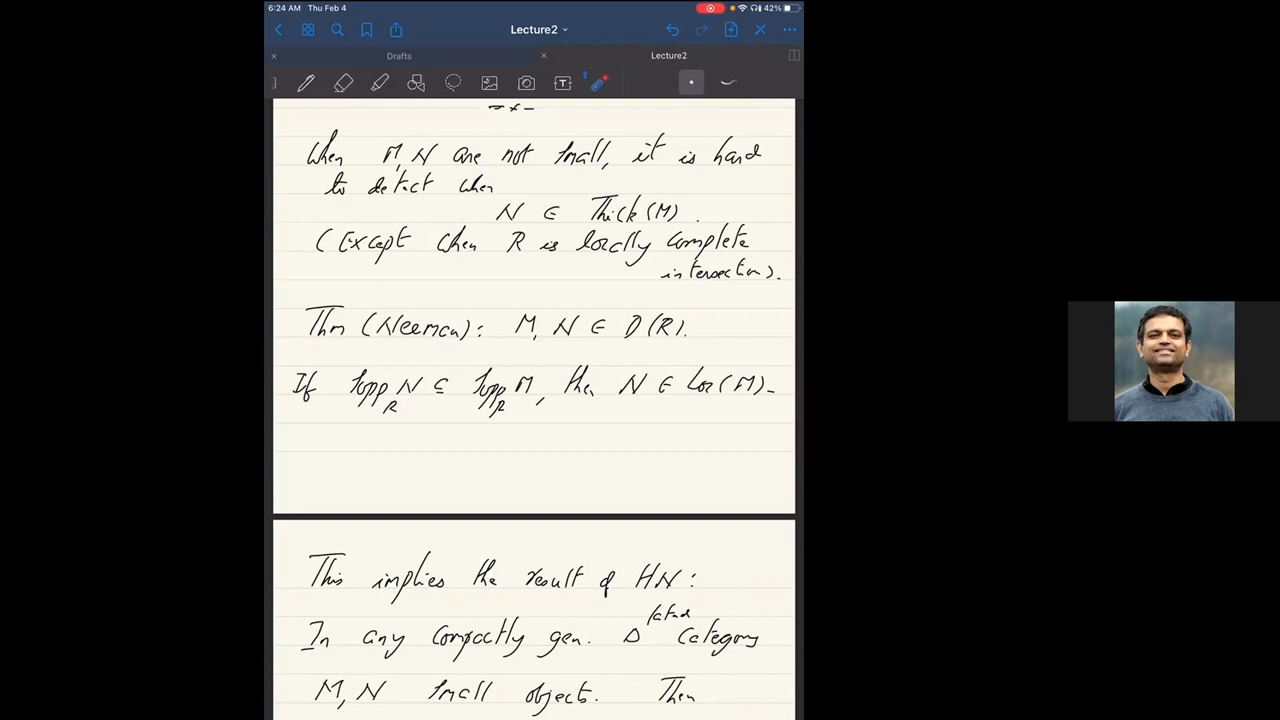 6:24 AM Thu Feb 4
42%
Lecture2
Drafts
Lecture2
When M, N are not small, it is hard
to detect when
N ∈ Thick(M).
(Except when R is locally complete
intersection).
Thm (Neeman): M, N ∈ D(R).
If Supp_R N ⊆ Supp_R M, then N ∈ Loc(M)-
This implies the result of HN:
In any compactly gen. Δlated category
M, N small objects. Then